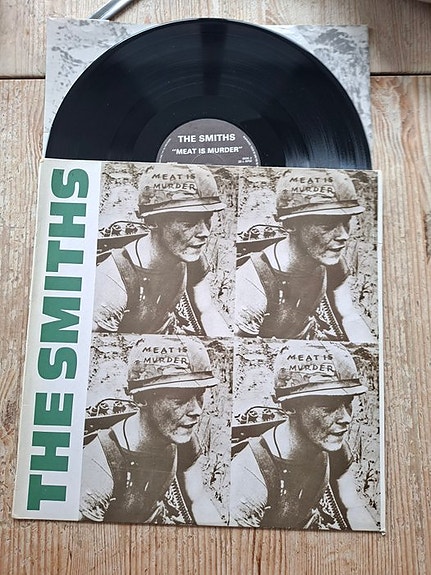 THE SMITHS
"MEAT IS MURDER"
THE SMITHS
MEAT IS
MURDER
MEAT IS
MURDER
MEAT IS
MURDER
MEAT IS
MURDER